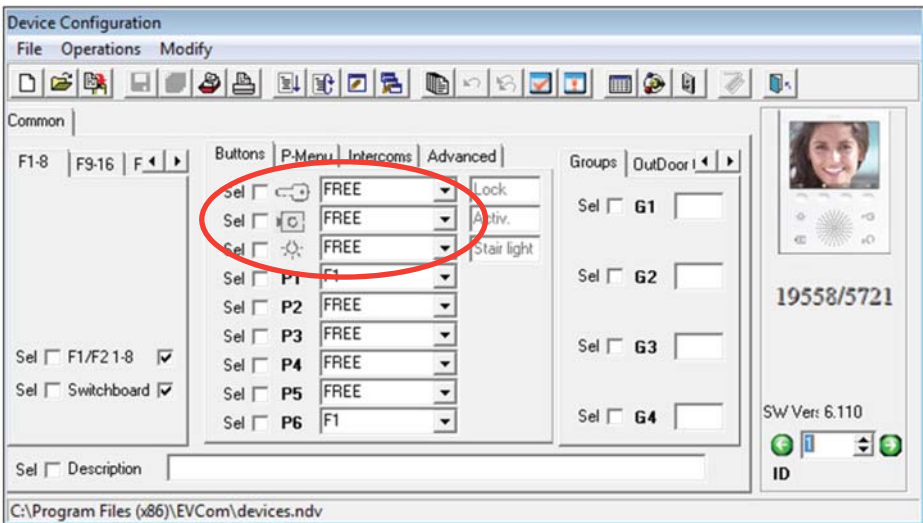 Device Configuration
File Operations Modify
Common
F1-8 F9-16 F
Buttons P-Menu Intercoms Advanced
Groups OutDoor
Sel FREE Lock
Sel FREE Activ.
Sel FREE Stair light
Sel P1 F1
Sel P2 FREE
Sel P3 FREE
Sel P4 FREE
Sel P5 FREE
Sel P6 F1
Sel F1/F2 1-8
Sel Switchboard
Sel G1
Sel G2
Sel G3
Sel G4
19558/5721
SW Ver: 6.110
1
ID
Sel Description
C:\Program Files (x86)\EVCom\devices.ndv